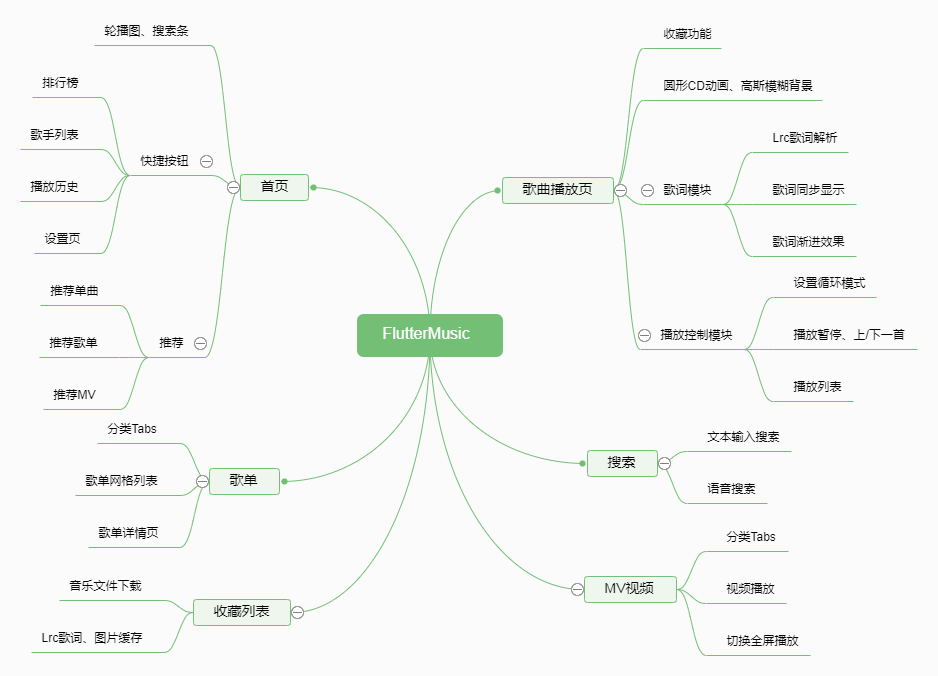 FlutterMusic
首页
轮播图、搜索条
快捷按钮
排行榜
歌手列表
播放历史
设置页
推荐
推荐单曲
推荐歌单
推荐MV
歌单
分类Tabs
歌单网格列表
歌单详情页
收藏列表
音乐文件下载
Lrc歌词、图片缓存
歌曲播放页
收藏功能
圆形CD动画、高斯模糊背景
歌词模块
Lrc歌词解析
歌词同步显示
歌词渐进效果
播放控制模块
设置循环模式
播放暂停、上/下一首
播放列表
搜索
文本输入搜索
语音搜索
MV视频
分类Tabs
视频播放
切换全屏播放